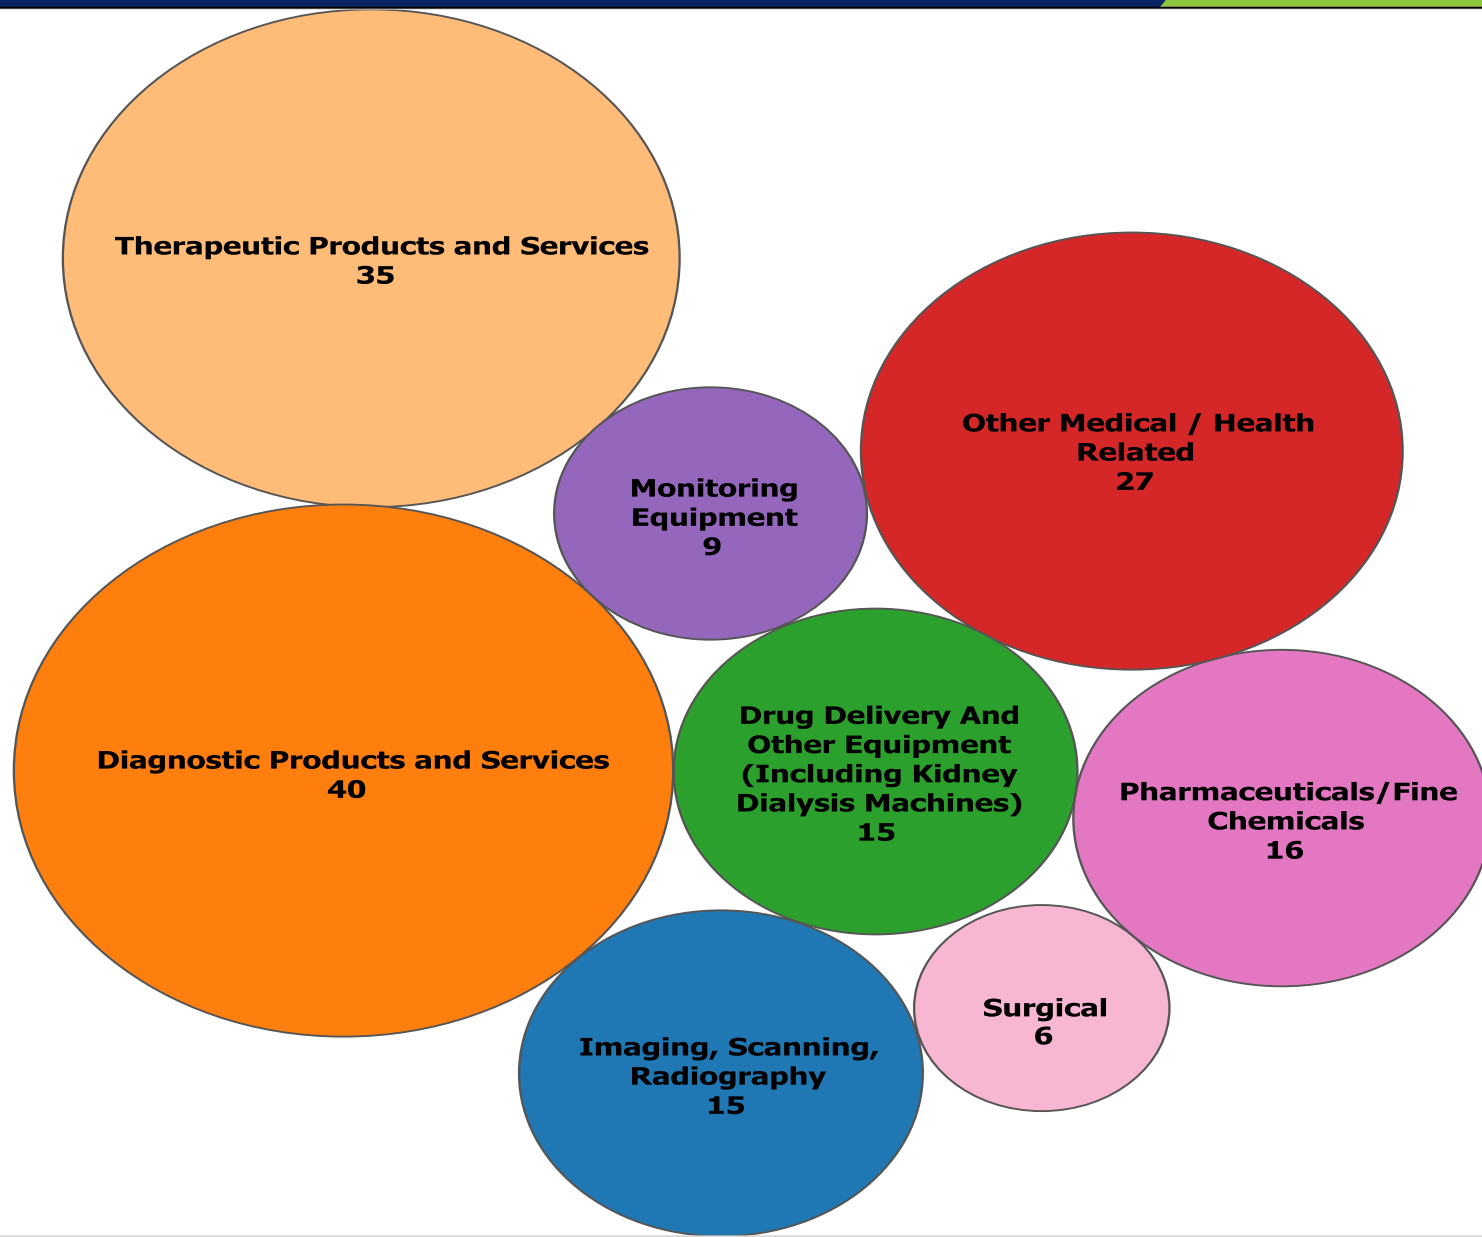 Therapeutic Products and Services
35
Other Medical / Health
Related
27
Monitoring
Equipment
9
Diagnostic Products and Services
40
Drug Delivery And
Other Equipment
(Including Kidney
Dialysis Machines)
15
Pharmaceuticals/Fine
Chemicals
16
Imaging, Scanning,
Radiography
15
Surgical
6